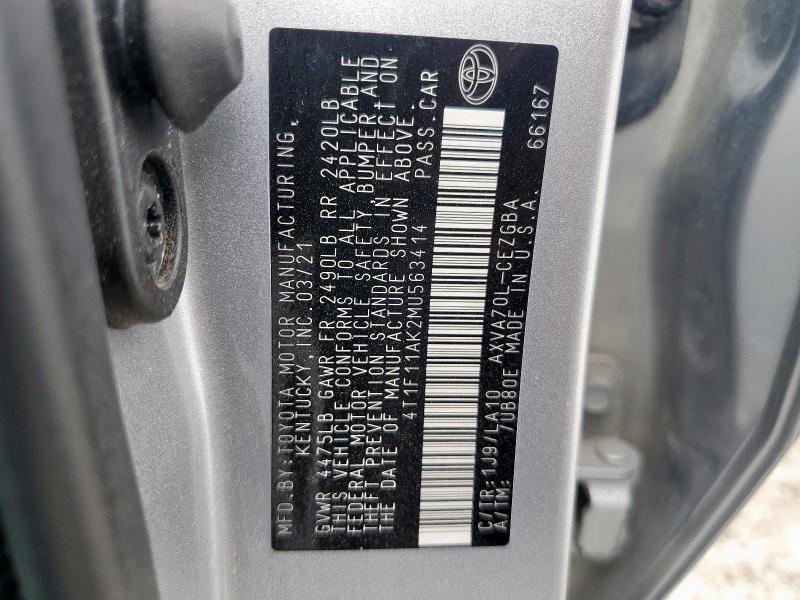 MFD.BY:TOYOTA MOTOR MANUFACTURING,
KENTUCKY, INC. 03/21
GVWR 4475LB GAWR FR 2490LB RR 2420LB
THIS VEHICLE CONFORMS TO ALL APPLICABLE
FEDERAL MOTOR VEHICLE SAFETY, BUMPER, AND
THEFT PREVENTION STANDARDS IN EFFECT ON
THE DATE OF MANUFACTURE SHOWN ABOVE.
4T1F11AK2MU563414 PASS.CAR
C/TR:1J9/LA10 AXVA70L-CEZGBA
A/TM: 70B80E MADE IN U.S.A. 66167